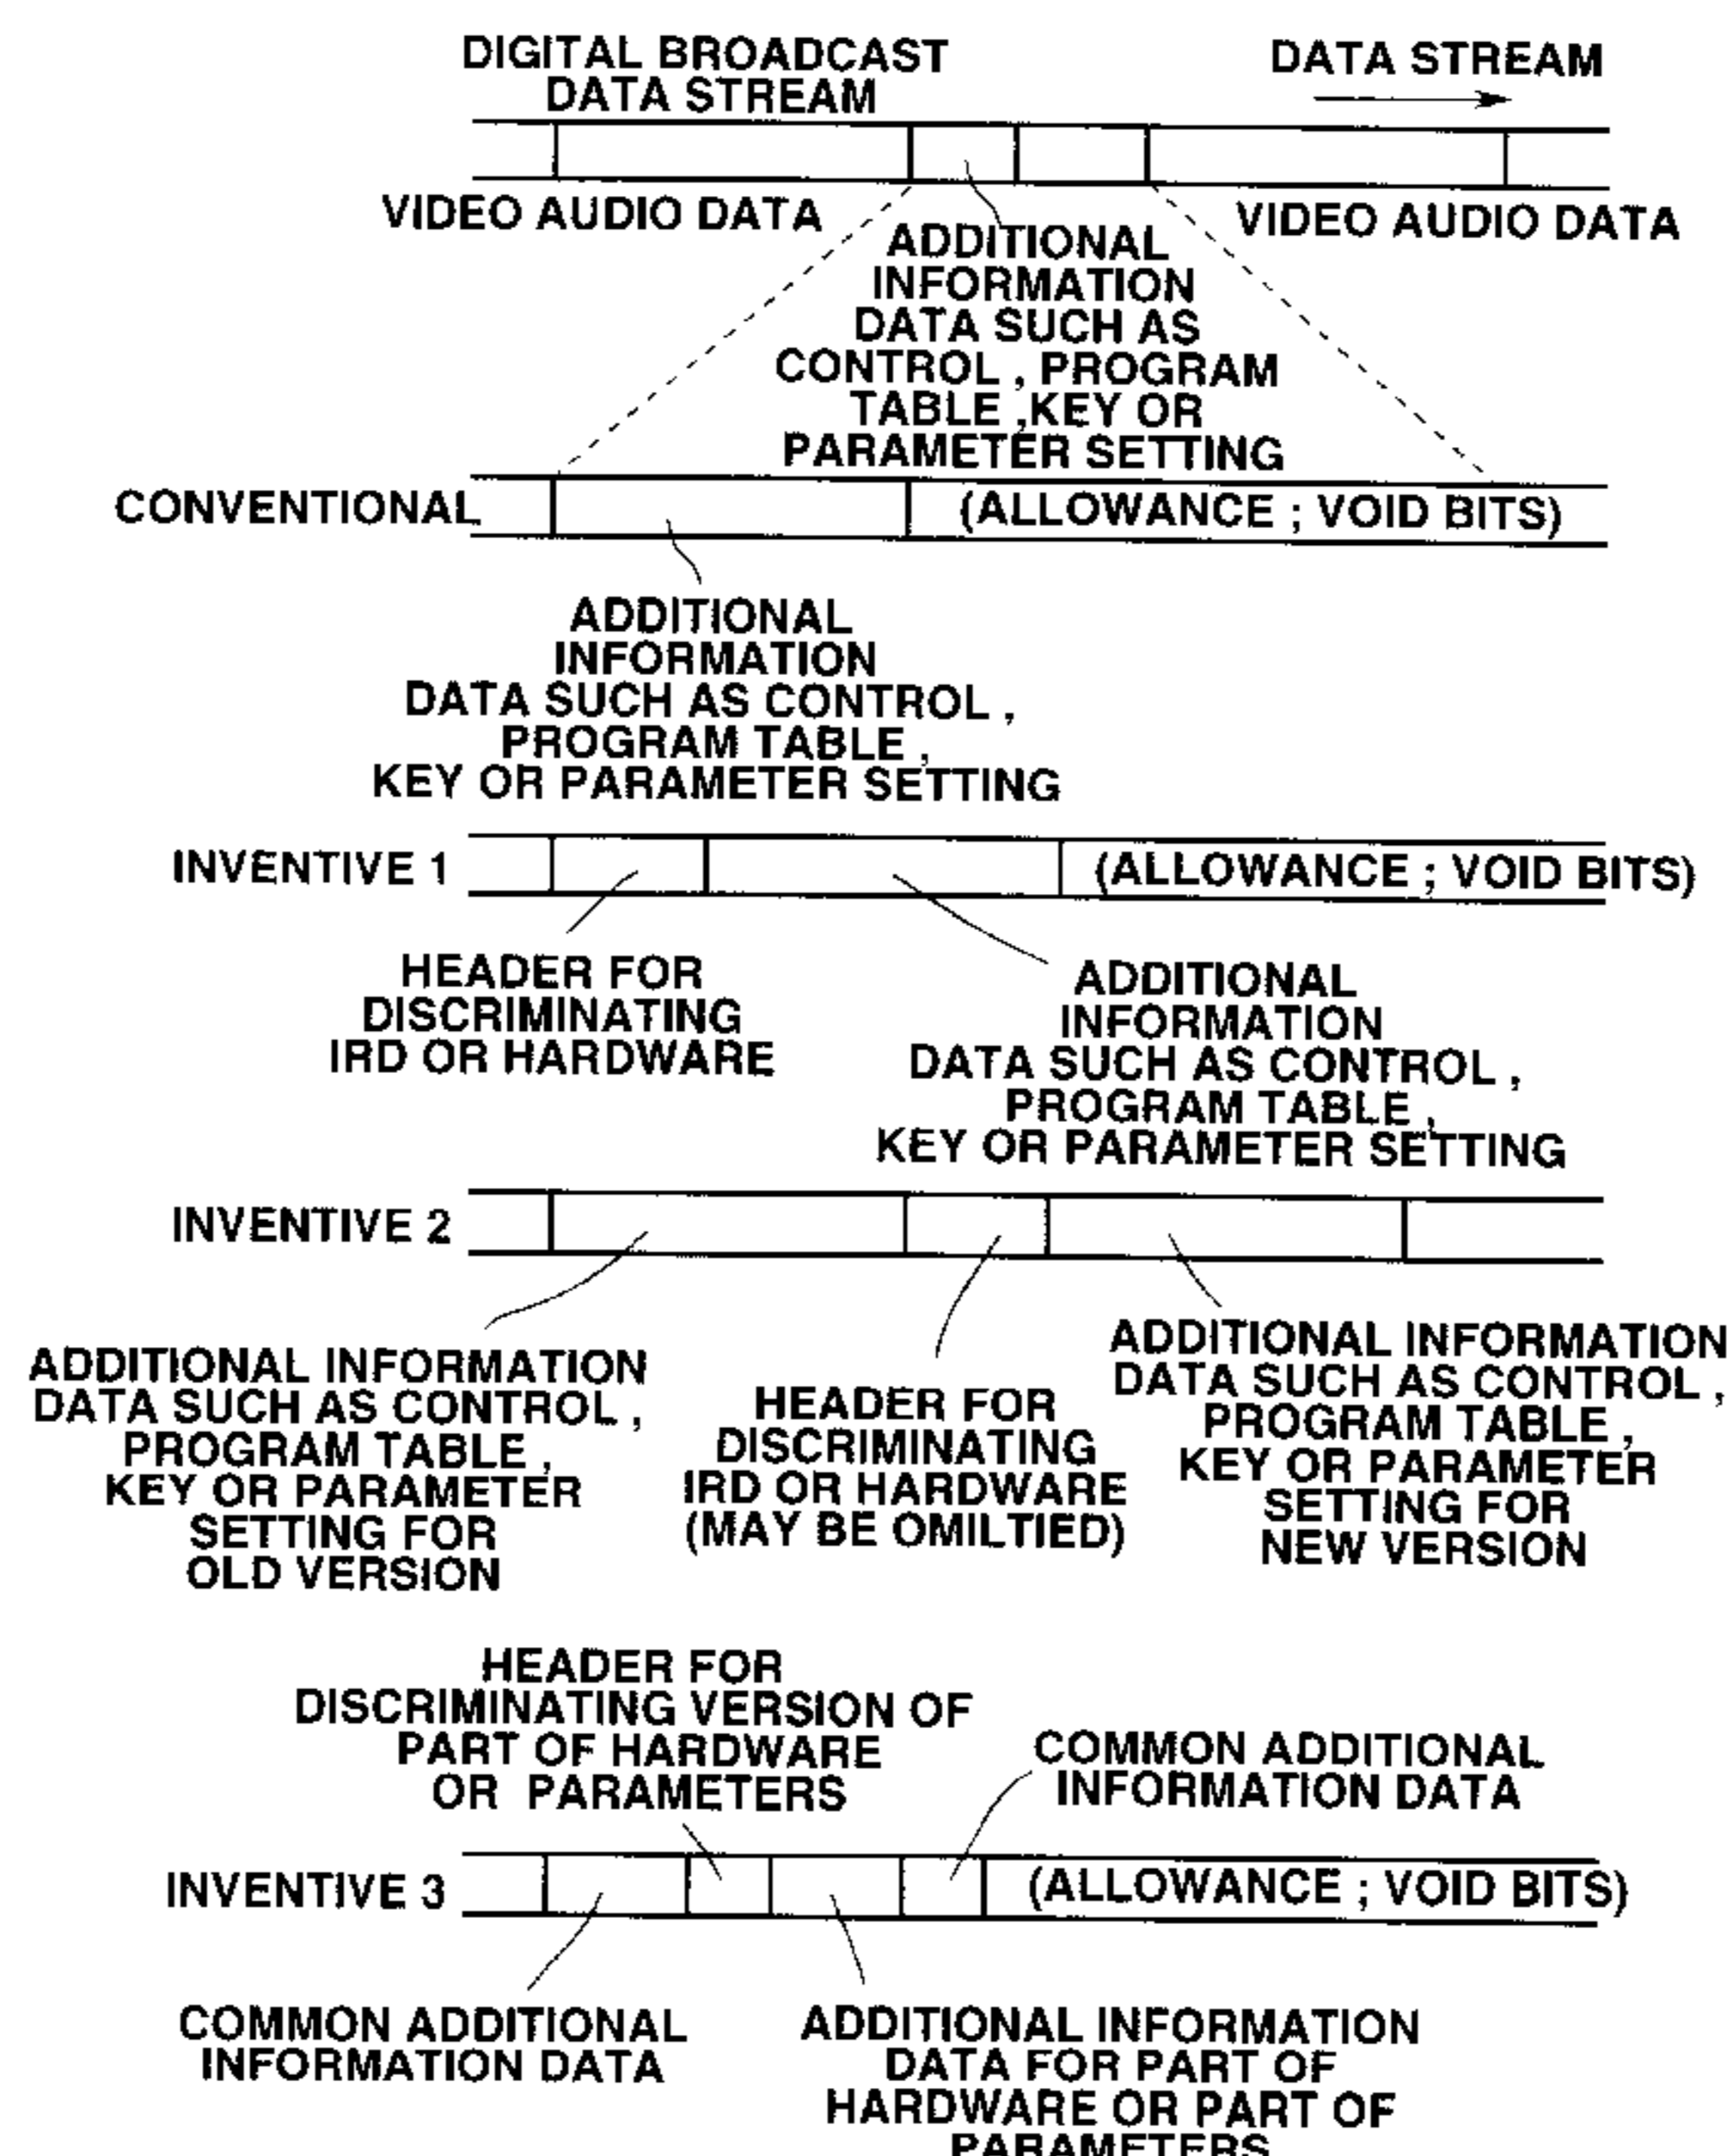 DIGITAL BROADCAST
DATA STREAM
DATA STREAM
VIDEO AUDIO DATA
VIDEO AUDIO DATA
ADDITIONAL
INFORMATION
DATA SUCH AS
CONTROL , PROGRAM
TABLE ,KEY OR
PARAMETER SETTING
CONVENTIONAL
(ALLOWANCE ; VOID BITS)
ADDITIONAL
INFORMATION
DATA SUCH AS CONTROL ,
PROGRAM TABLE ,
KEY OR PARAMETER SETTING
INVENTIVE 1
(ALLOWANCE ; VOID BITS)
HEADER FOR
DISCRIMINATING
IRD OR HARDWARE
ADDITIONAL
INFORMATION
DATA SUCH AS CONTROL ,
PROGRAM TABLE ,
KEY OR PARAMETER SETTING
INVENTIVE 2
ADDITIONAL INFORMATION
DATA SUCH AS CONTROL ,
PROGRAM TABLE ,
KEY OR PARAMETER
SETTING FOR
OLD VERSION
HEADER FOR
DISCRIMINATING
IRD OR HARDWARE
(MAY BE OMILTIED)
ADDITIONAL INFORMATION
DATA SUCH AS CONTROL ,
PROGRAM TABLE ,
KEY OR PARAMETER
SETTING FOR
NEW VERSION
HEADER FOR
DISCRIMINATING VERSION OF
PART OF HARDWARE
OR PARAMETERS
COMMON ADDITIONAL
INFORMATION DATA
INVENTIVE 3
(ALLOWANCE ; VOID BITS)
COMMON ADDITIONAL
INFORMATION DATA
ADDITIONAL INFORMATION
DATA FOR PART OF
HARDWARE OR PART OF
PARAMETERS